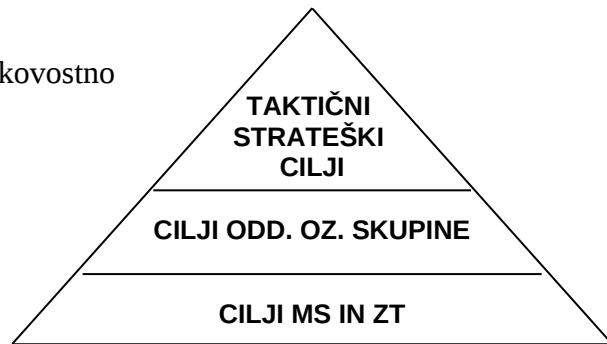 kovostno
TAKTIČNI
STRATEŠKI
CILJI
CILJI ODD. OZ. SKUPINE
CILJI MS IN ZT